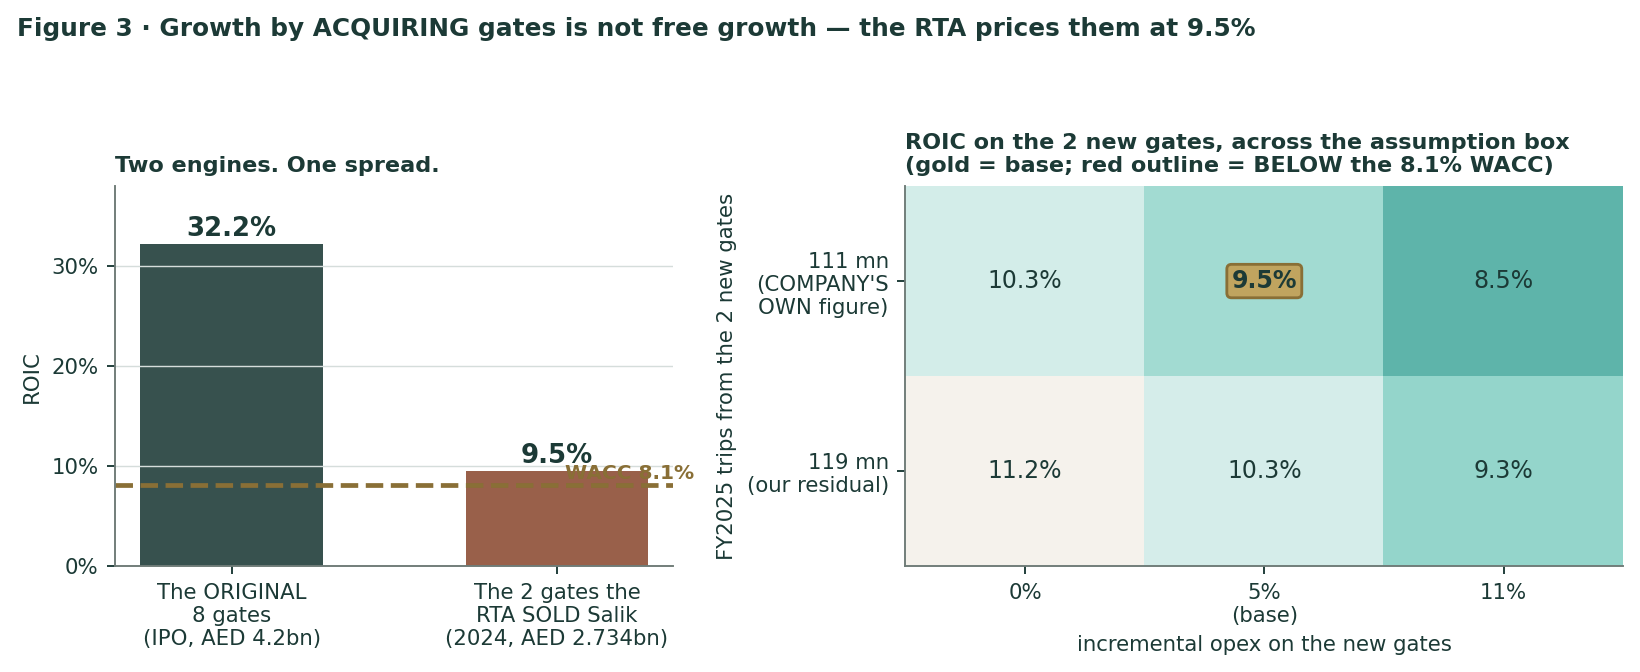 Figure 3 · Growth by ACQUIRING gates is not free growth — the RTA prices them at 9.5%
Two engines. One spread.
ROIC
30%
20%
10%
0%
32.2%
9.5%
WACC 8.1%
The ORIGINAL
8 gates
(IPO, AED 4.2bn)
The 2 gates the
RTA SOLD Salik
(2024, AED 2.734bn)
ROIC on the 2 new gates, across the assumption box
(gold = base; red outline = BELOW the 8.1% WACC)
FY2025 trips from the 2 new gates
111 mn
(COMPANY'S
OWN figure)
10.3%
9.5%
8.5%
119 mn
(our residual)
11.2%
10.3%
9.3%
0%
5%
(base)
11%
incremental opex on the new gates